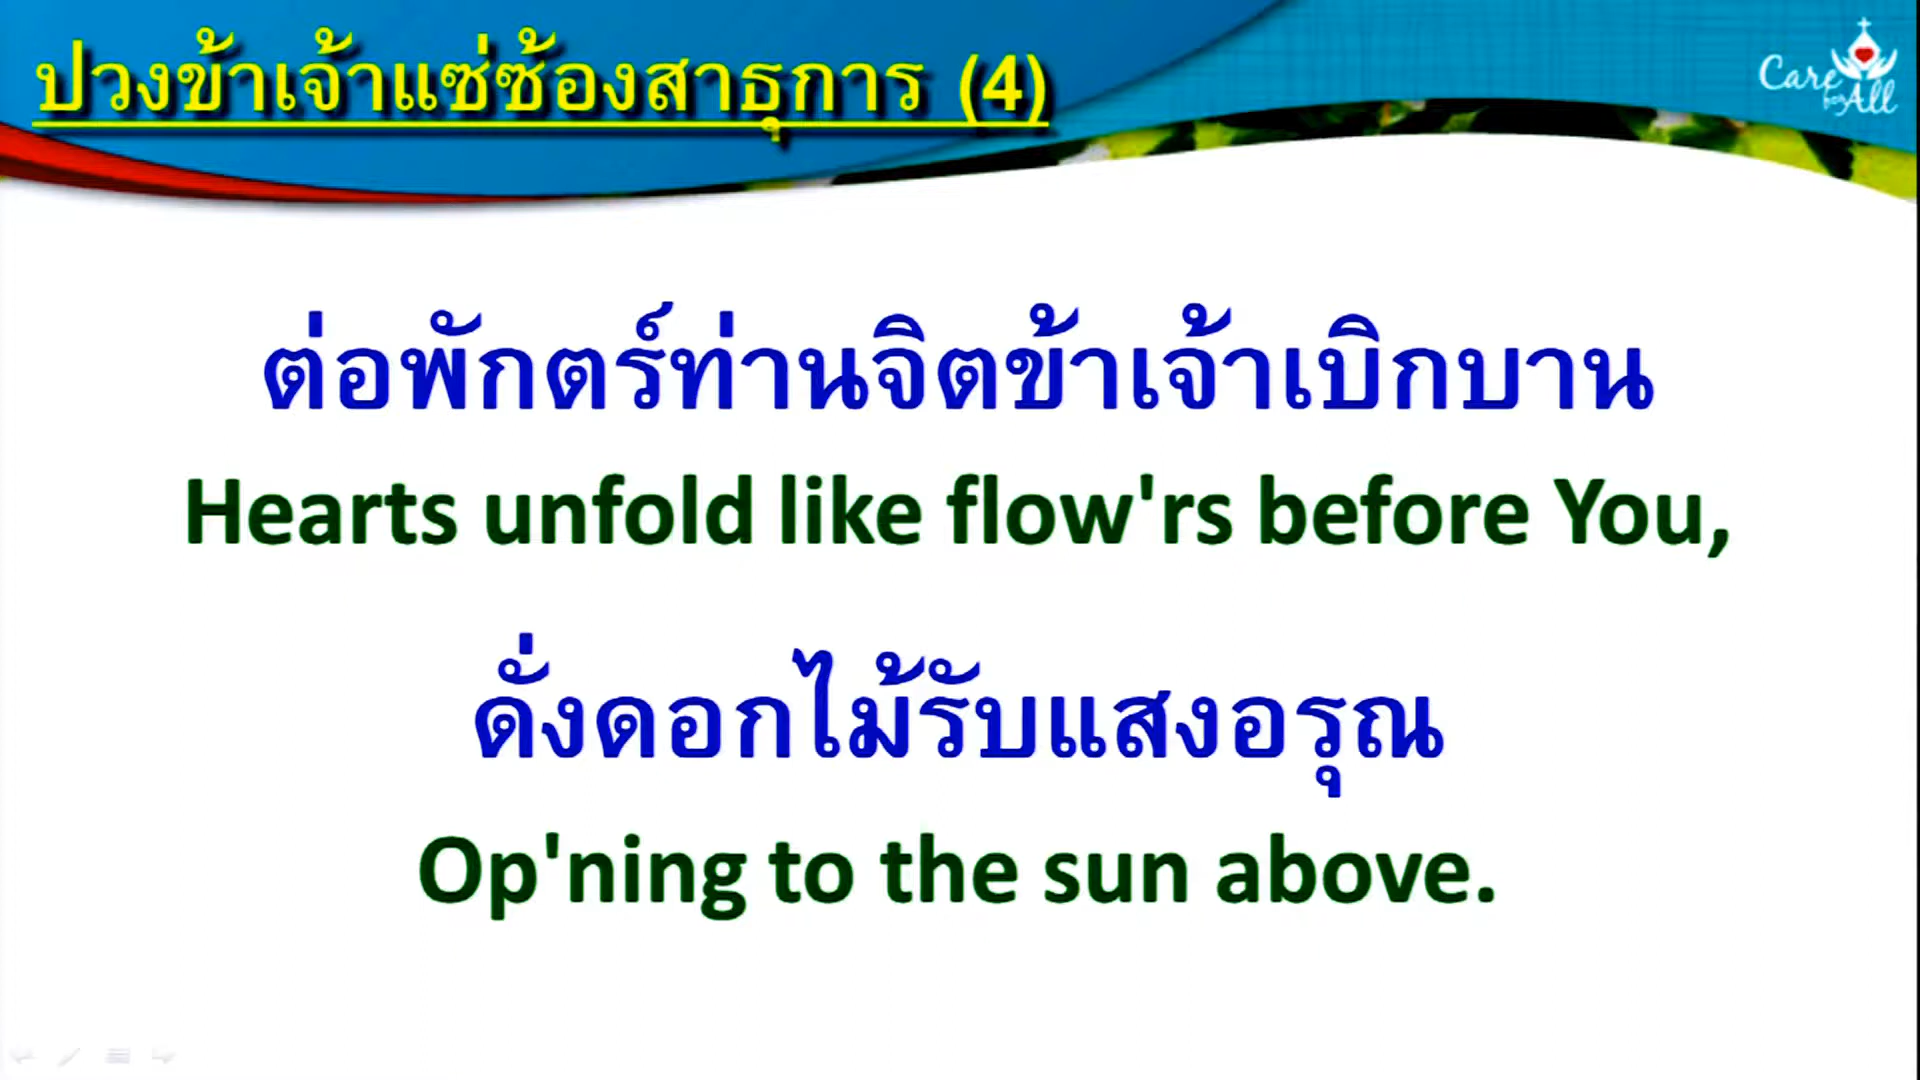 ปวงข้าเจ้าแซ่ซ้องสาธุการ (4)
Care for All
ต่อพักตร์ท่านจิตข้าเจ้าเบิกบาน
Hearts unfold like flow'rs before You,
ดั่งดอกไม้รับแสงอรุณ
Op'ning to the sun above.